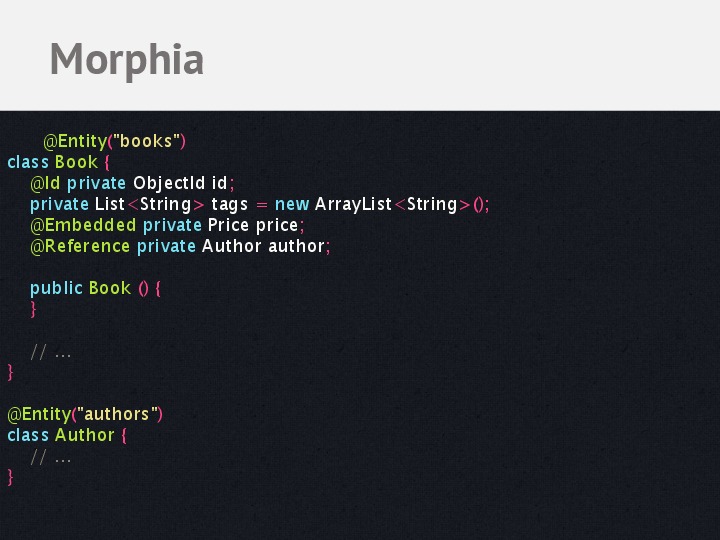 Morphia
@Entity("books")
class Book {
@Id private ObjectId id;
private List<String> tags = new ArrayList<String>();
@Embedded private Price price;
@Reference private Author author;
public Book () {
}
// ...
}
@Entity("authors")
class Author {
// ...
}